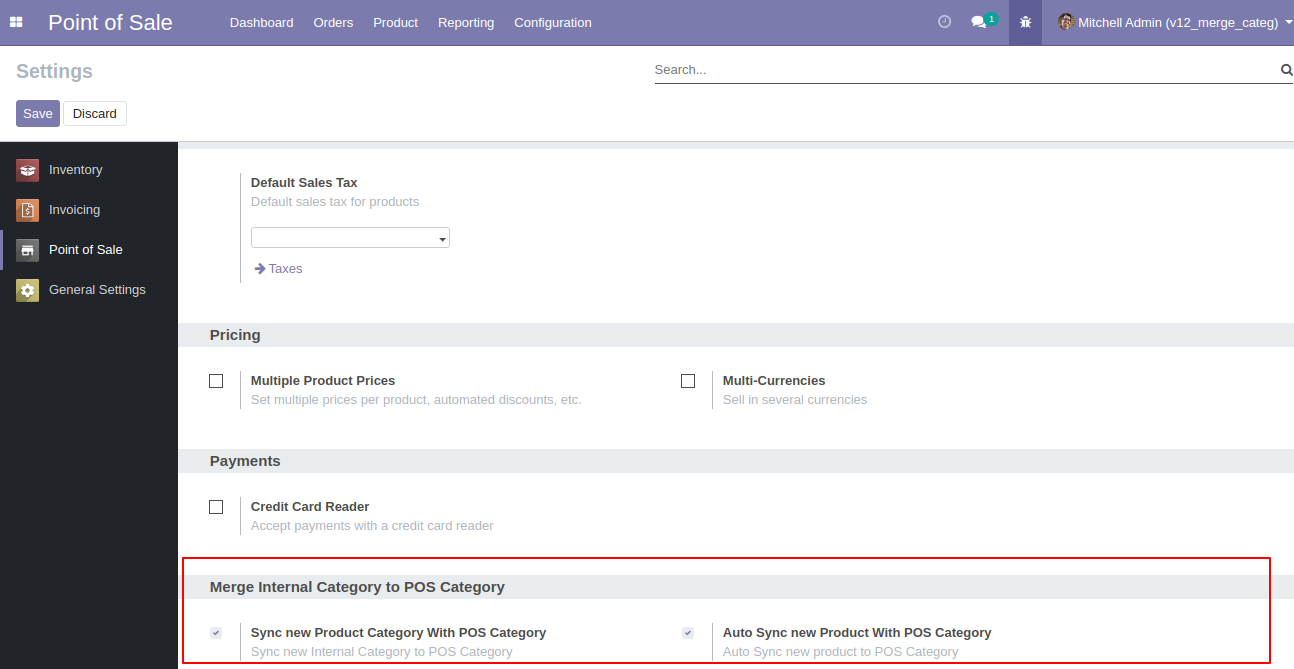 Point of Sale Dashboard Orders Product Reporting Configuration 1 Mitchell Admin (v12_merge_categ)
Settings Search...
Save Discard
Inventory
Invoicing
Point of Sale
General Settings
Default Sales Tax
Default sales tax for products
Taxes
Pricing
Multiple Product Prices Multi-Currencies
Set multiple prices per product, automated discounts, etc. Sell in several currencies
Payments
Credit Card Reader
Accept payments with a credit card reader
Merge Internal Category to POS Category
Sync new Product Category With POS Category Auto Sync new Product With POS Category
Sync new Internal Category to POS Category Auto Sync new product to POS Category